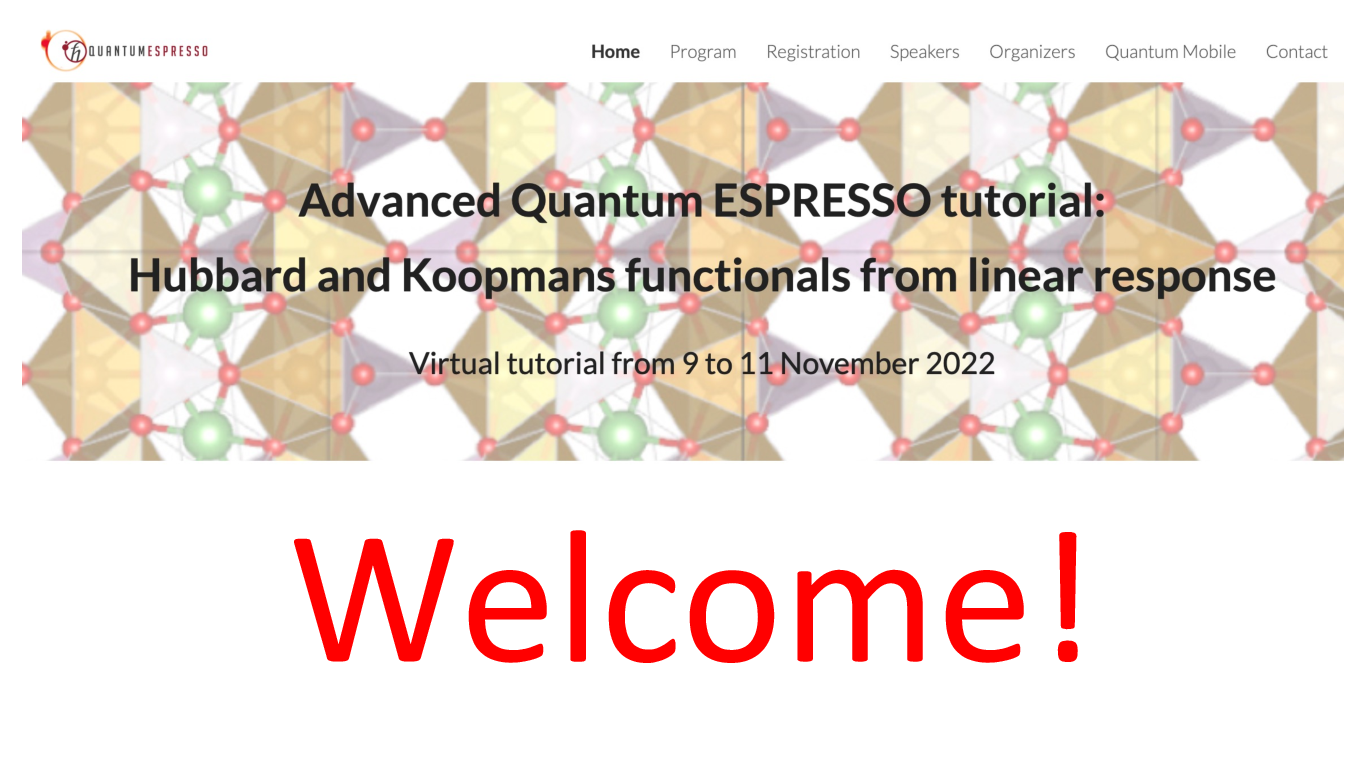 ħ QUANTUMESPRESSO
Home Program Registration Speakers Organizers Quantum Mobile Contact
Advanced Quantum ESPRESSO tutorial:
Hubbard and Koopmans functionals from linear response
Virtual tutorial from 9 to 11 November 2022
Welcome!